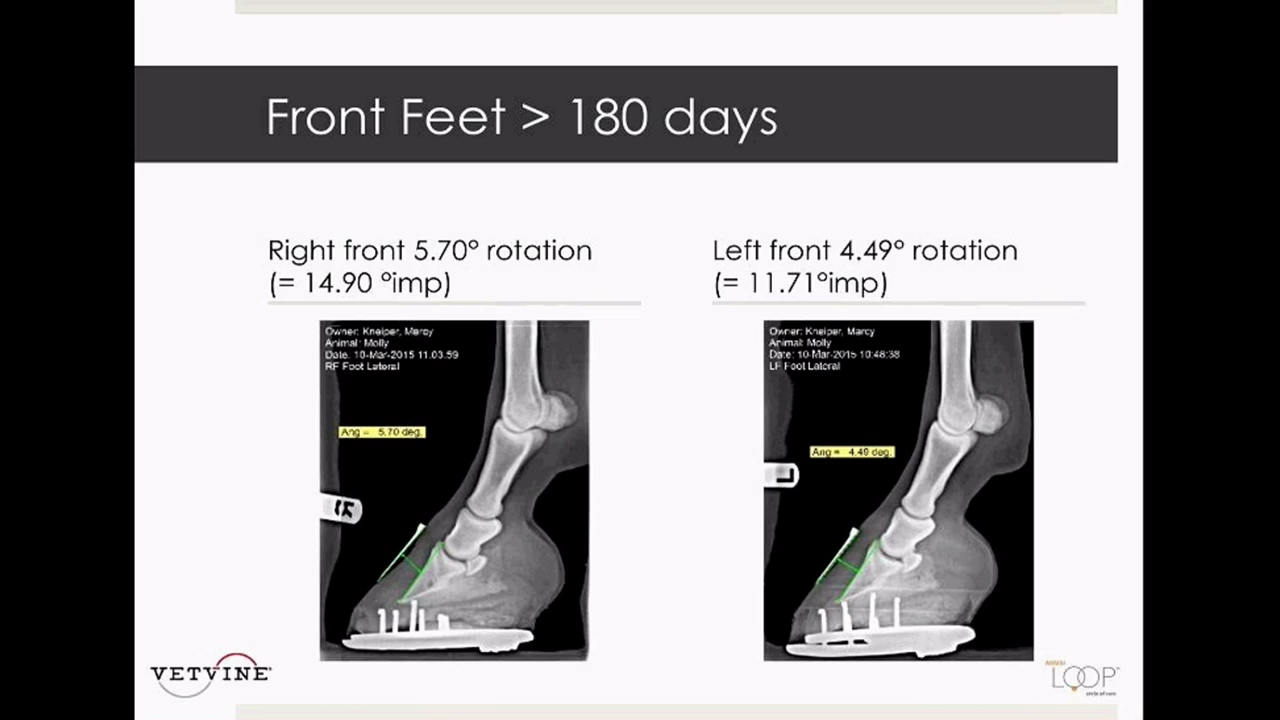 Front Feet > 180 days
Right front 5.70° rotation
(= 14.90 °imp)
Left front 4.49° rotation
(= 11.71°imp)
Owner: Kneiper, Marcy
Animal: Molly
Date: 10-Mar-2015 11:03:59
RF Foot Lateral
Ang = 5.70 deg.
R
Owner: Kneiper, Marcy
Animal: Molly
Date: 10-Mar-2015 10:48:38
LF Foot Lateral
Ang = 4.49 deg.
L
VETVINE
LOOP
circle of care